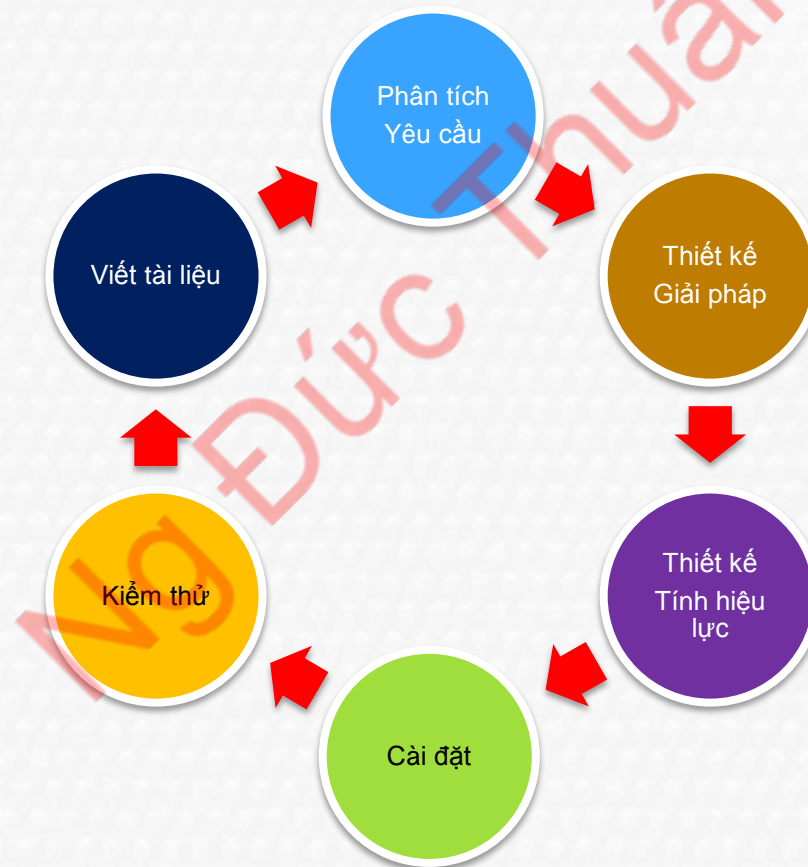 Phân tích
Yêu cầu
Thiết kế
Giải pháp
Thiết kế
Tính hiệu
lực
Cài đặt
Kiểm thử
Viết tài liệu
Ng Đức Thuần